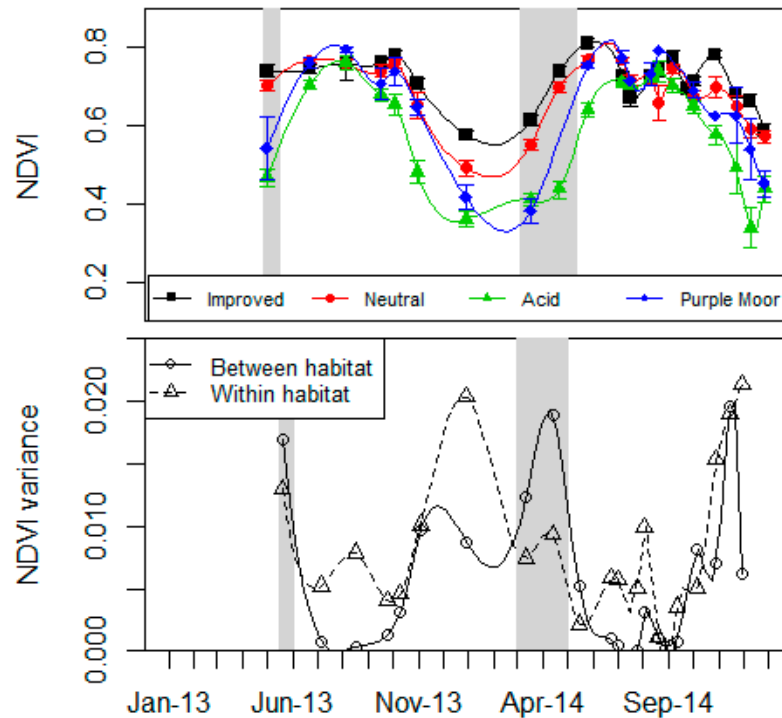 NDVI
0.8
0.6
0.4
0.2
Improved Neutral Acid Purple Moor
NDVI variance
0.020
0.010
0.000
Between habitat
Within habitat
Jan-13 Jun-13 Nov-13 Apr-14 Sep-14